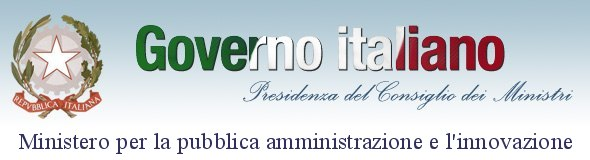 Governo italiano
Presidenza del Consiglio dei Ministri
REPVBBLICA ITALIANA
Ministero per la pubblica amministrazione e l'innovazione